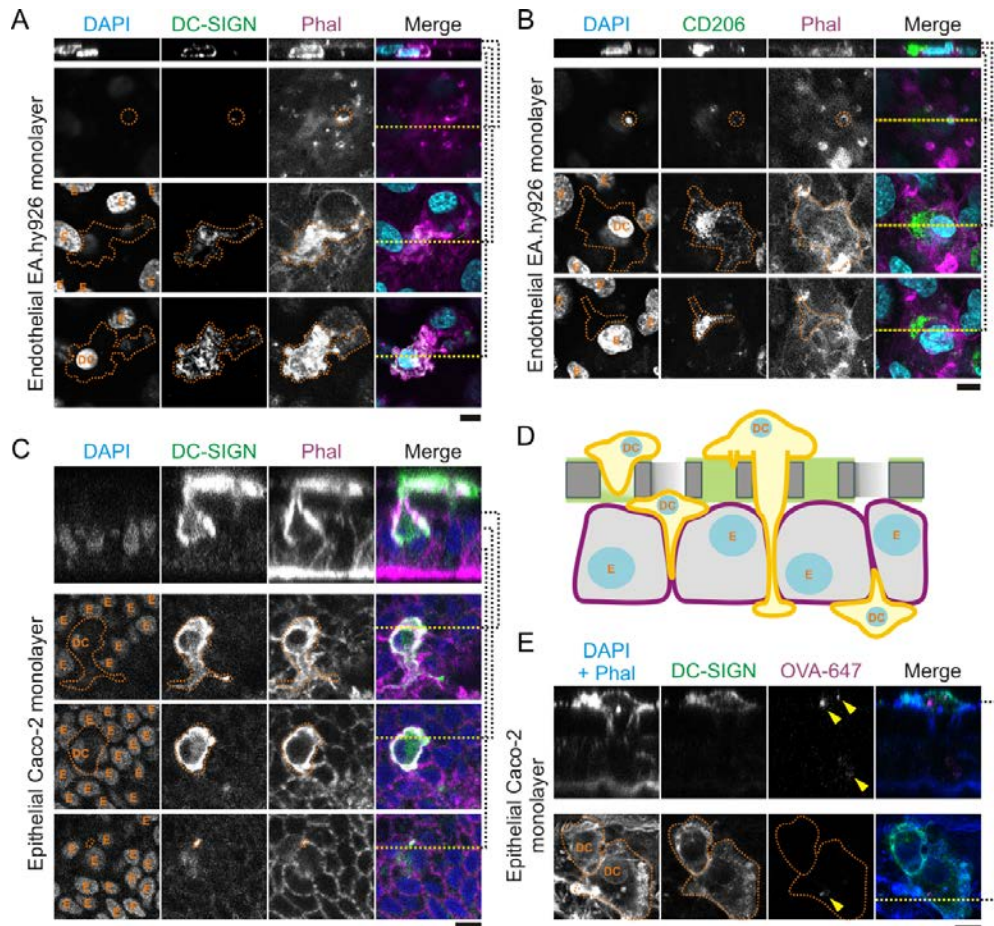 A
DAPI DC-SIGN Phal Merge
Endothelial EA.hy926 monolayer
E E
E
E
E
E
DC
B
DAPI CD206 Phal Merge
Endothelial EA.hy926 monolayer
DC
E
C
DAPI DC-SIGN Phal Merge
Epithelial Caco-2 monolayer
E E E E
DC E
E E
E E E
DC E
E E E
E E E
E E E
D
DC DC
DC
E E E E
DC
E
DAPI + Phal DC-SIGN OVA-647 Merge
Epithelial Caco-2 monolayer
DC
DC